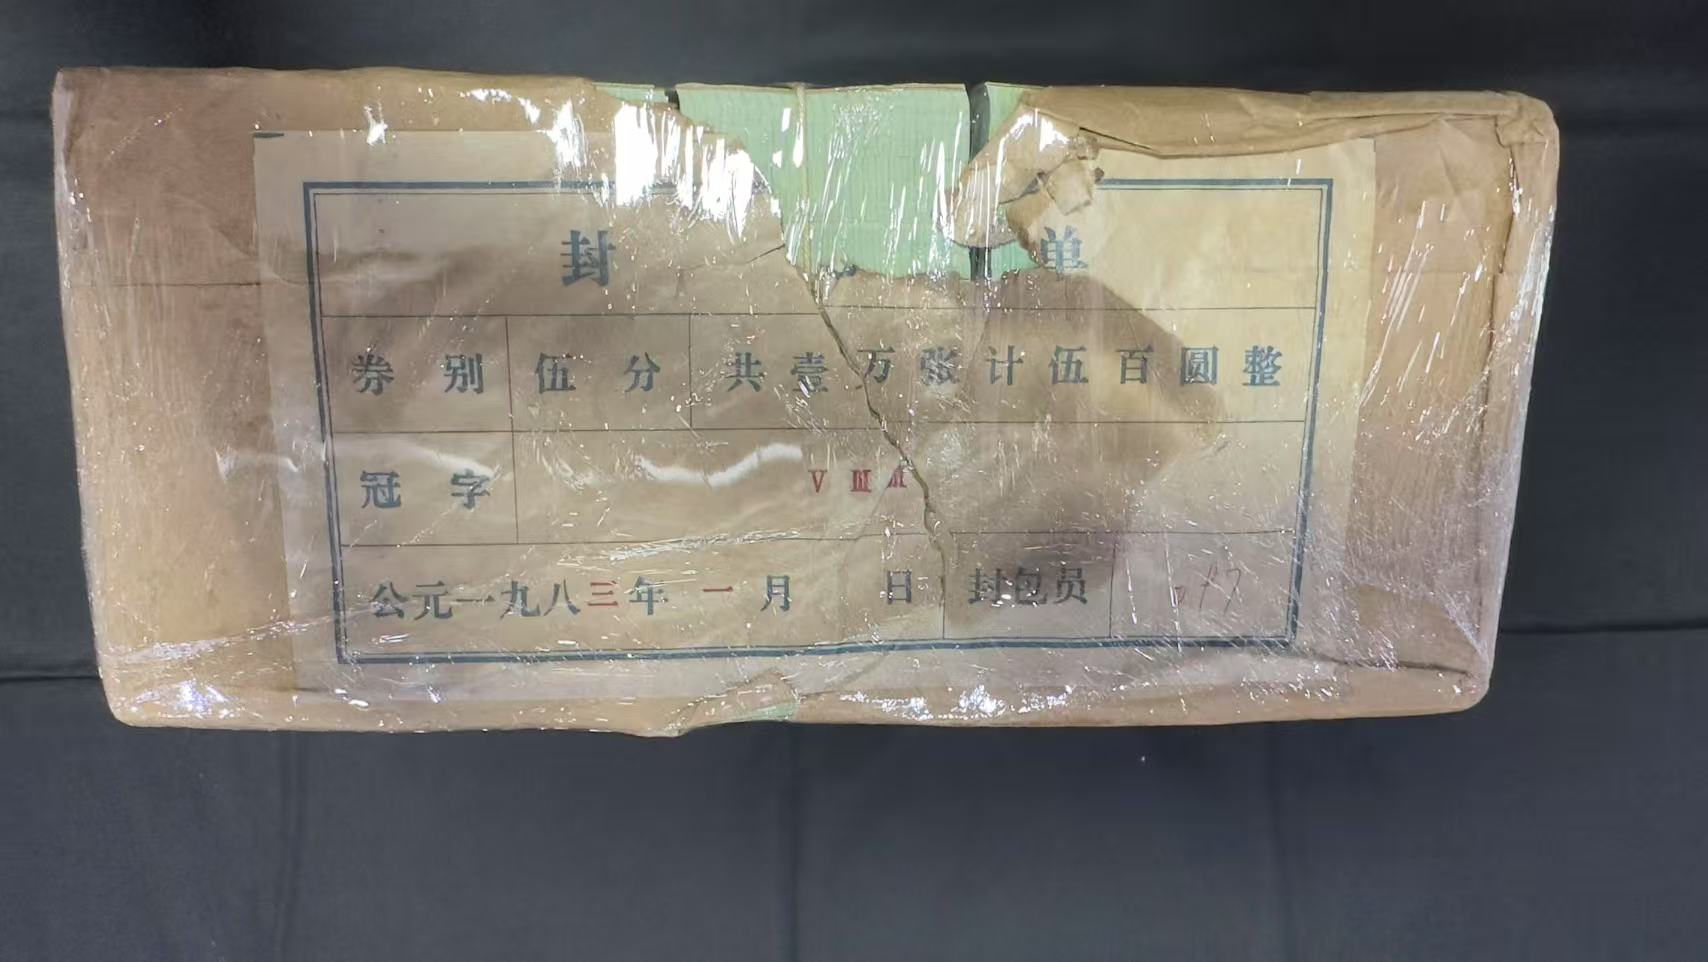 封 单
券别 伍分 共壹万张计伍百圆整
冠字 V Ⅲ Ⅲ
公元一九八三年一月 日 封包员